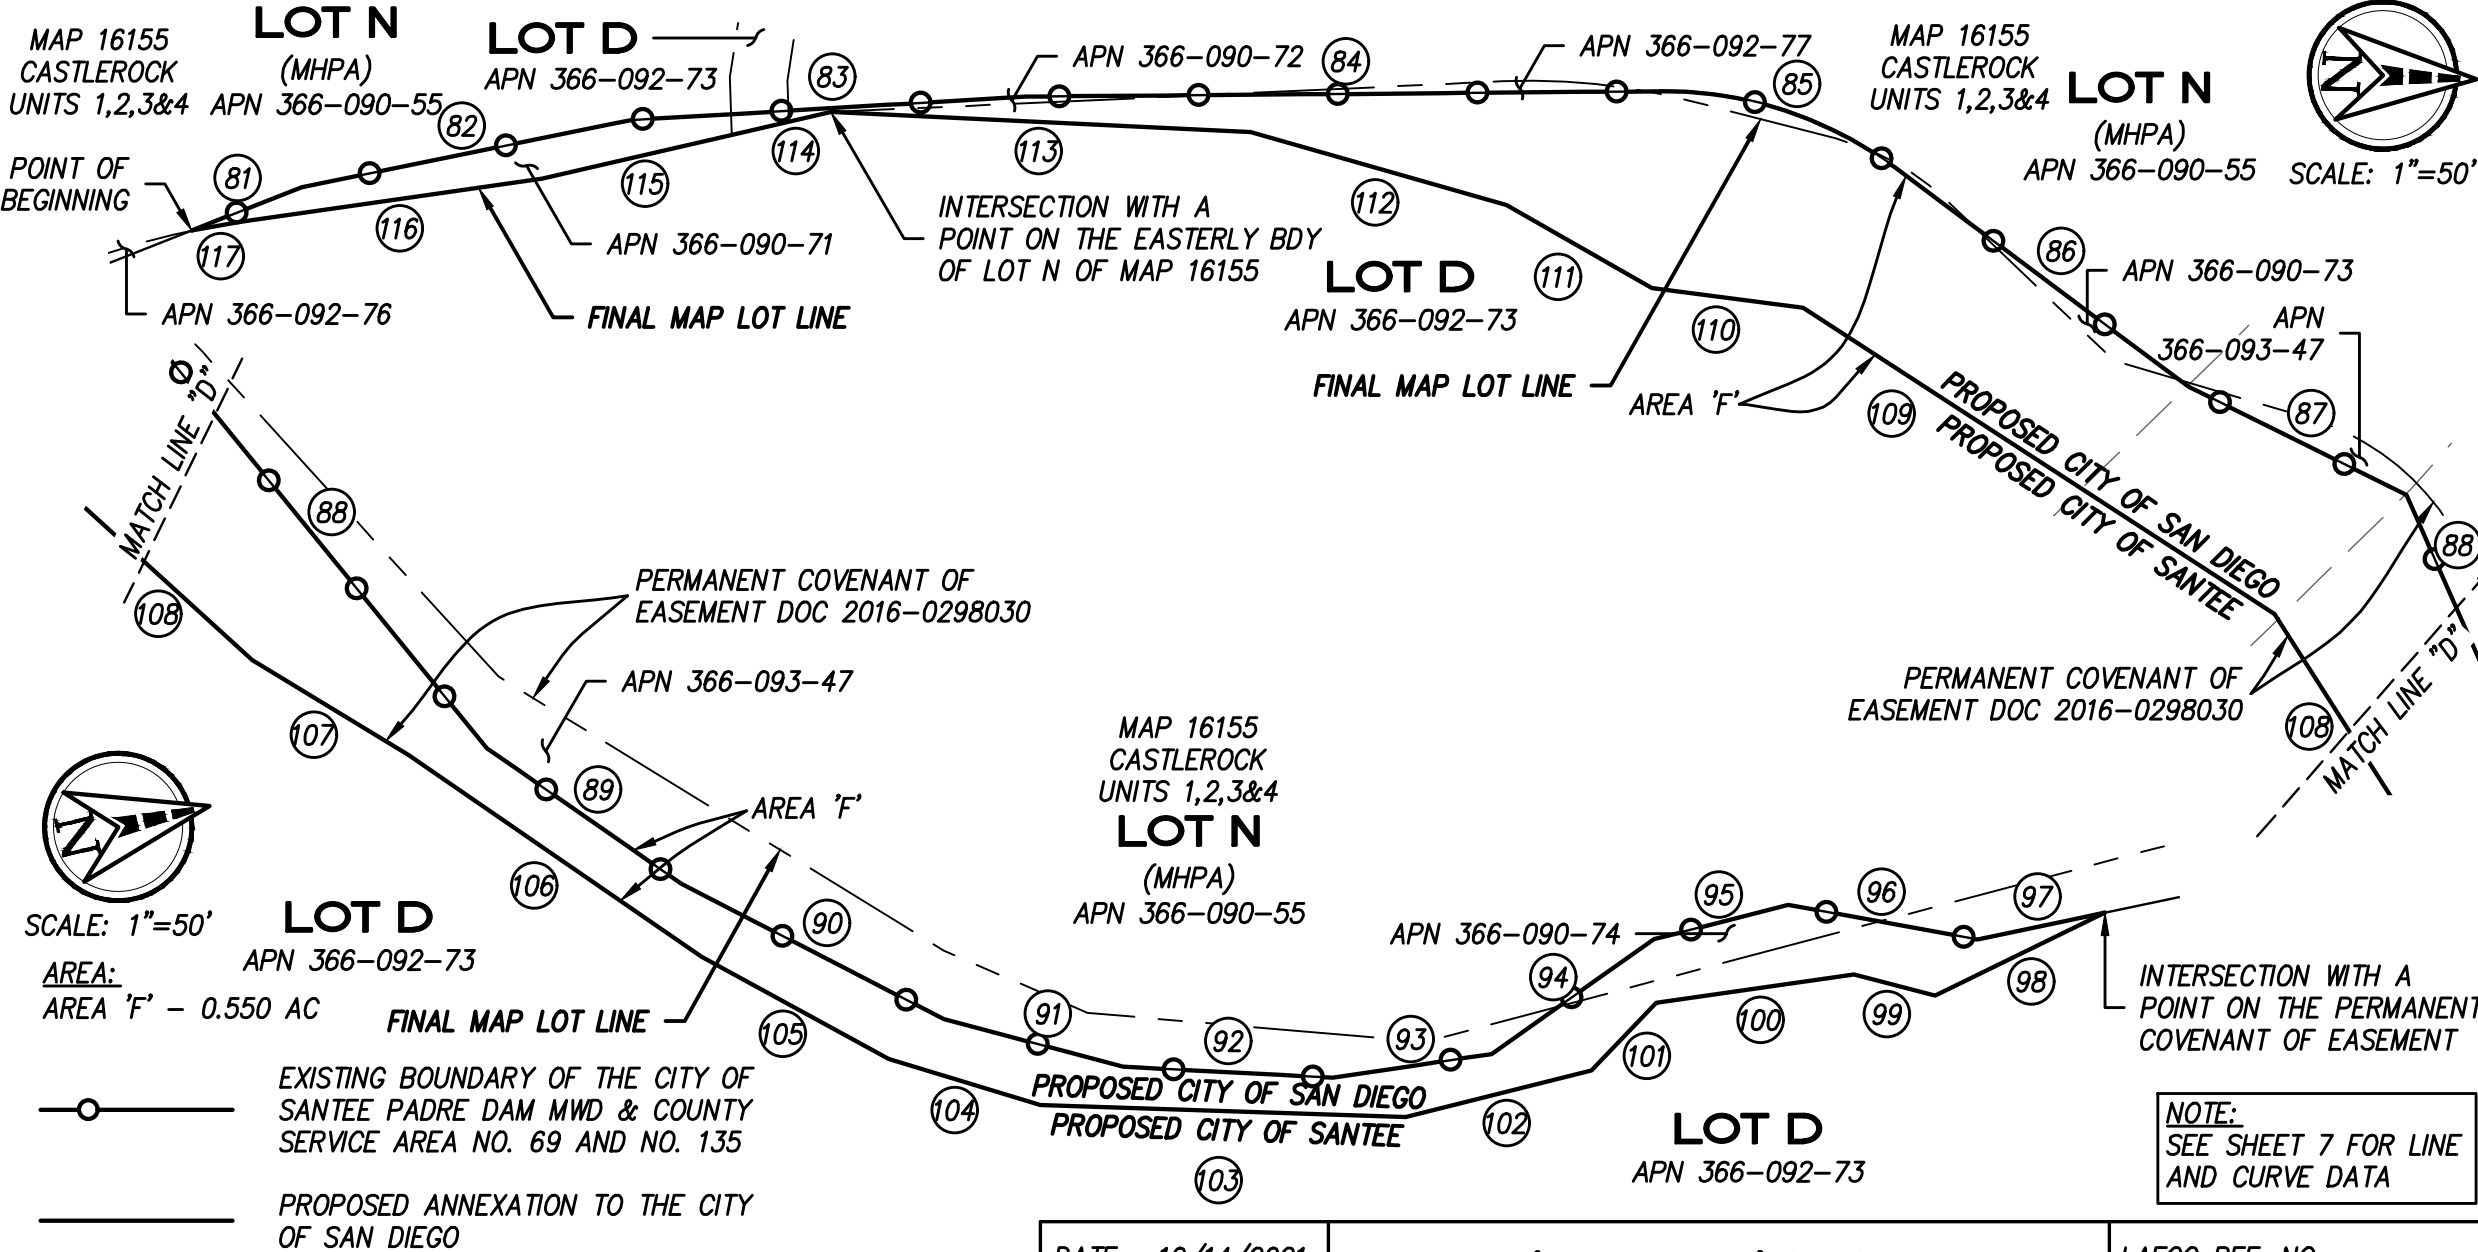 LOT N
MAP 16155
CASTLEROCK
UNITS 1,2,3&4
(MHPA)
APN 366-090-55
LOT D
APN 366-092-73
82
83
APN 366-090-72
84
APN 366-092-77
85
MAP 16155
CASTLEROCK
UNITS 1,2,3&4
LOT N
(MHPA)
APN 366-090-55
N
SCALE: 1"=50'
POINT OF
BEGINNING
81
117
116
115
114
113
112
111
110
109
APN 366-090-71
INTERSECTION WITH A
POINT ON THE EASTERLY BDY
OF LOT N OF MAP 16155
APN 366-092-76
FINAL MAP LOT LINE
LOT D
APN 366-092-73
FINAL MAP LOT LINE
AREA 'F'
86
APN 366-090-73
APN
366-093-47
87
88
PROPOSED CITY OF SAN DIEGO
PROPOSED CITY OF SANTEE
PERMANENT COVENANT OF
EASEMENT DOC 2016-0298030
108
MATCH LINE "D"
MATCH LINE "D"
88
108
PERMANENT COVENANT OF
EASEMENT DOC 2016-0298030
APN 366-093-47
107
89
AREA 'F'
MAP 16155
CASTLEROCK
UNITS 1,2,3&4
LOT N
(MHPA)
APN 366-090-55
N
SCALE: 1"=50'
106
90
LOT D
APN 366-092-73
AREA:
AREA 'F' - 0.550 AC
FINAL MAP LOT LINE
105
91
92
93
94
95
96
97
APN 366-090-74
98
99
100
101
102
103
104
INTERSECTION WITH A
POINT ON THE PERMANENT
COVENANT OF EASEMENT
PROPOSED CITY OF SAN DIEGO
PROPOSED CITY OF SANTEE
LOT D
APN 366-092-73
EXISTING BOUNDARY OF THE CITY OF
SANTEE PADRE DAM MWD & COUNTY
SERVICE AREA NO. 69 AND NO. 135
PROPOSED ANNEXATION TO THE CITY
OF SAN DIEGO
NOTE:
SEE SHEET 7 FOR LINE
AND CURVE DATA